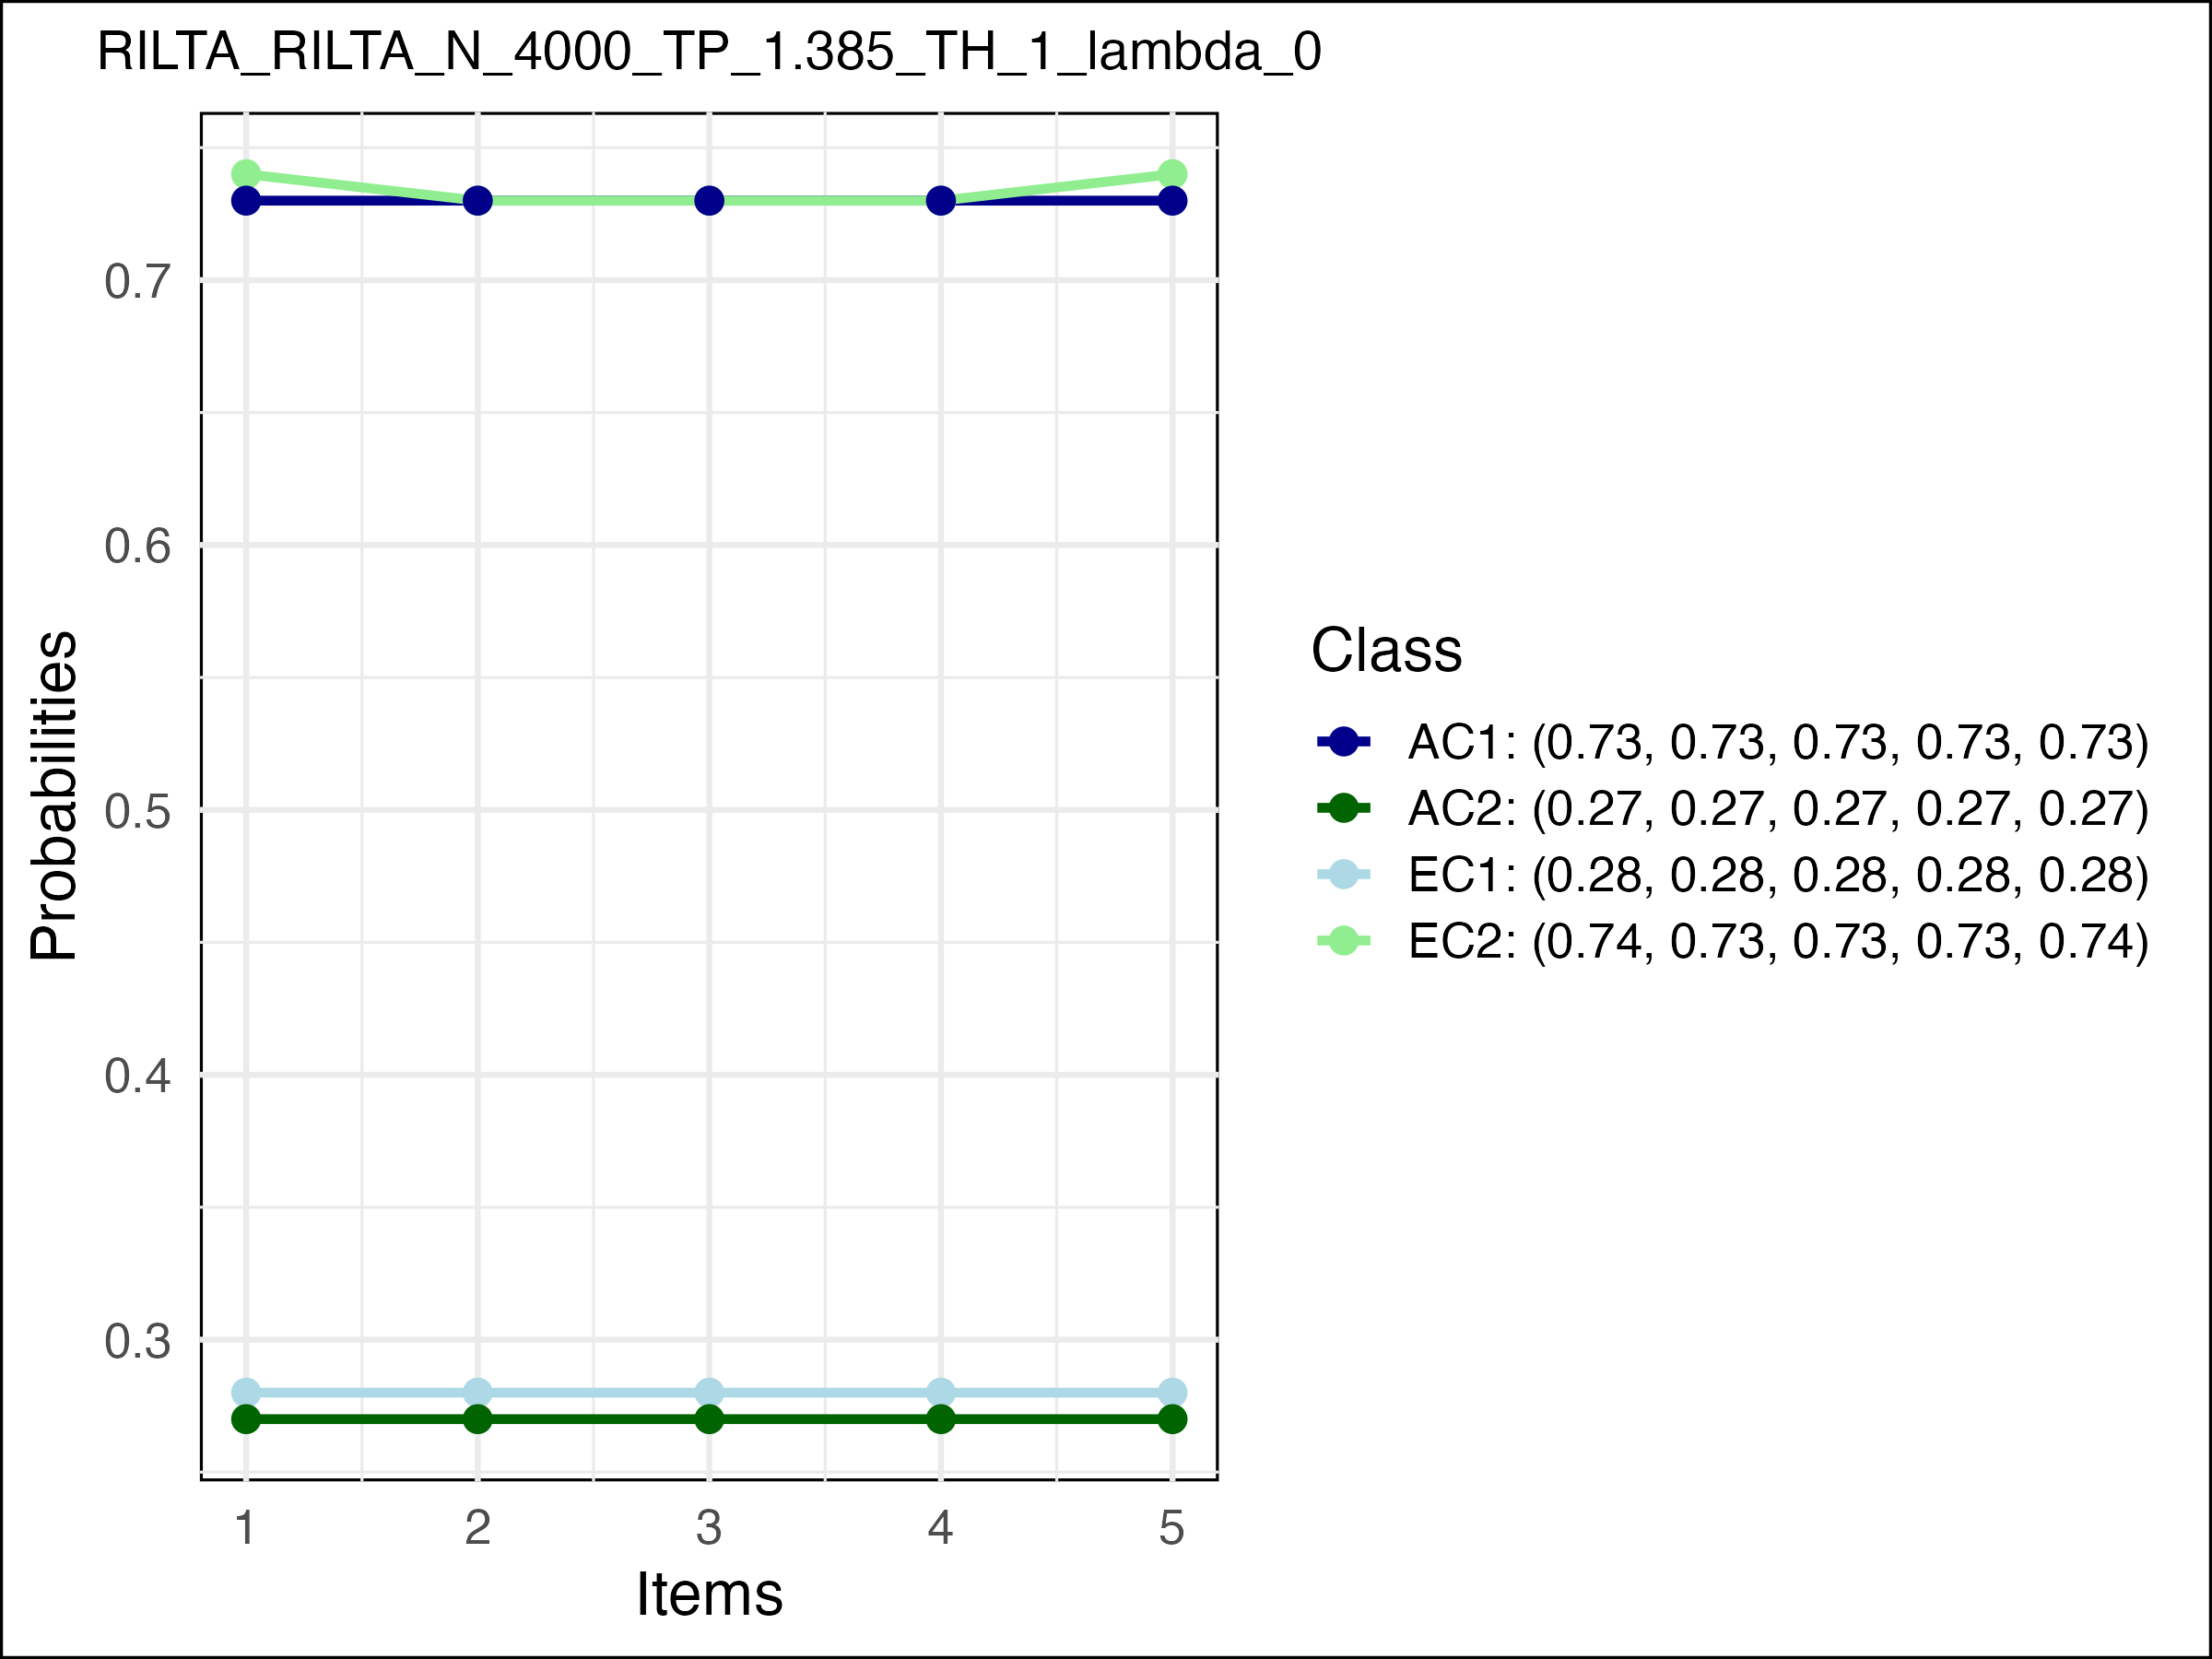 RILTA_RILTA_N_4000_TP_1.385_TH_1_lambda_0
Probabilities
0.7
0.6
0.5
0.4
0.3
1 2 3 4 5
Items
Class
AC1: (0.73, 0.73, 0.73, 0.73, 0.73)
AC2: (0.27, 0.27, 0.27, 0.27, 0.27)
EC1: (0.28, 0.28, 0.28, 0.28, 0.28)
EC2: (0.74, 0.73, 0.73, 0.73, 0.74)